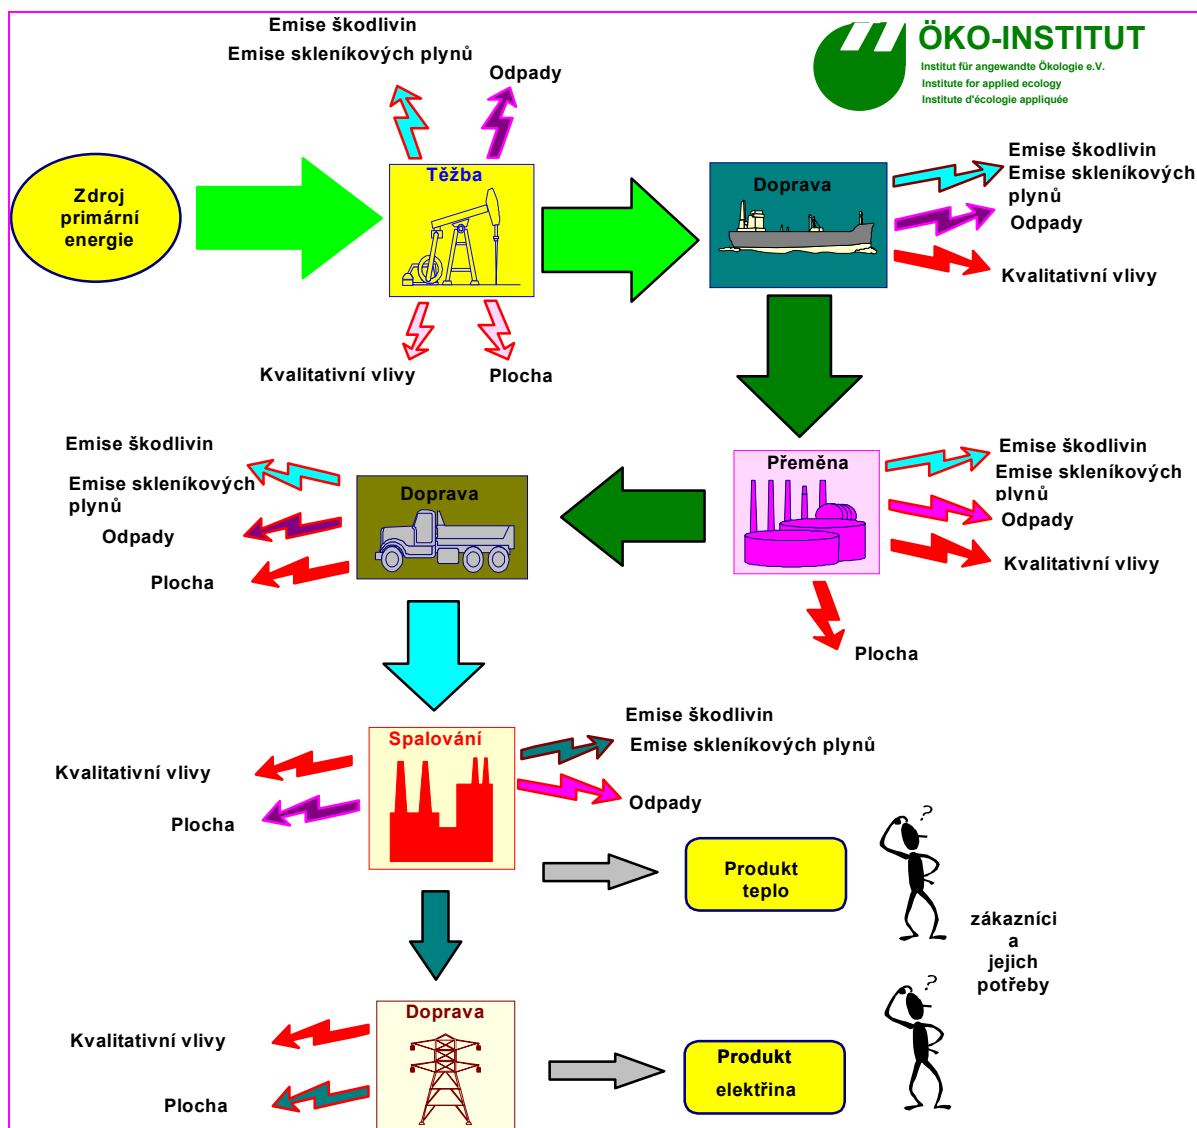 Emise škodlivin
Emise skleníkových plynů
Odpady
ÖKO-INSTITUT
Institut für angewandte Ökologie e.V.
Institute for applied ecology
Institute d'écologie appliquée
Zdroj
primární
energie
Těžba
Doprava
Emise škodlivin
Emise skleníkových
plynů
Odpady
Kvalitativní vlivy
Kvalitativní vlivy
Plocha
Emise škodlivin
Emise skleníkových
plynů
Odpady
Plocha
Doprava
Přeměna
Emise škodlivin
Emise skleníkových
plynů
Odpady
Kvalitativní vlivy
Plocha
Spalování
Emise škodlivin
Emise skleníkových plynů
Odpady
Kvalitativní vlivy
Plocha
Produkt
teplo
?
zákazníci
a
jejich
potřeby
Doprava
Kvalitativní vlivy
Plocha
Produkt
elektřina
?